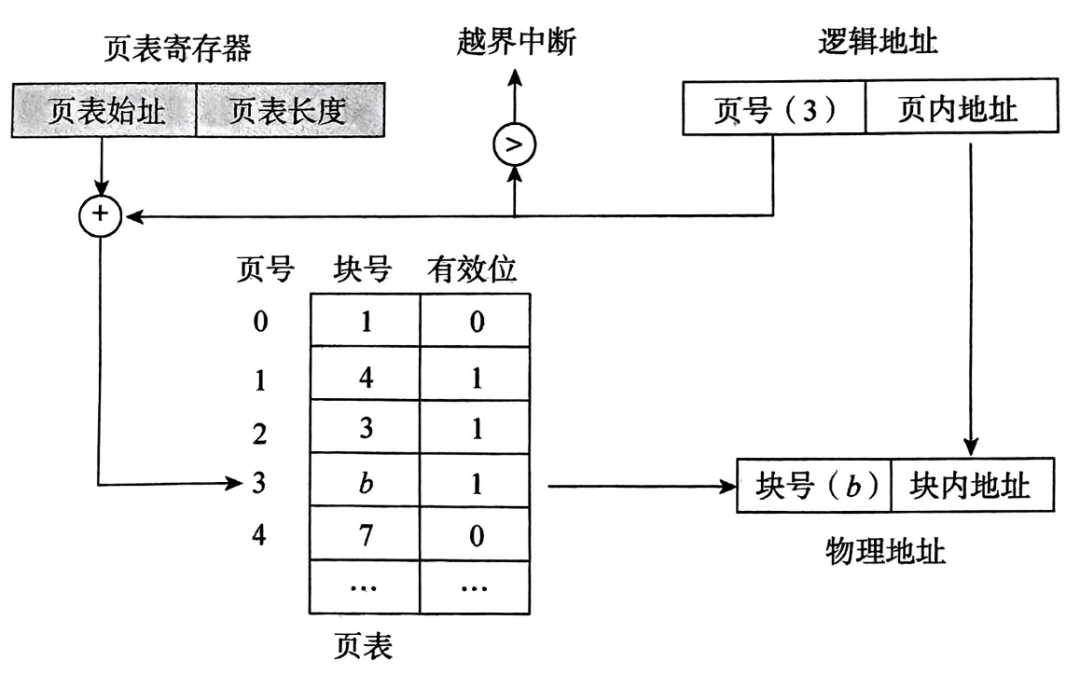 页表寄存器 越界中断 逻辑地址
页表始址 页表长度 页号（3） 页内地址
>
+
页号 块号 有效位
0 1 0
1 4 1
2 3 1
3 b 1 块号（b） 块内地址
4 7 0 物理地址
… …
页表